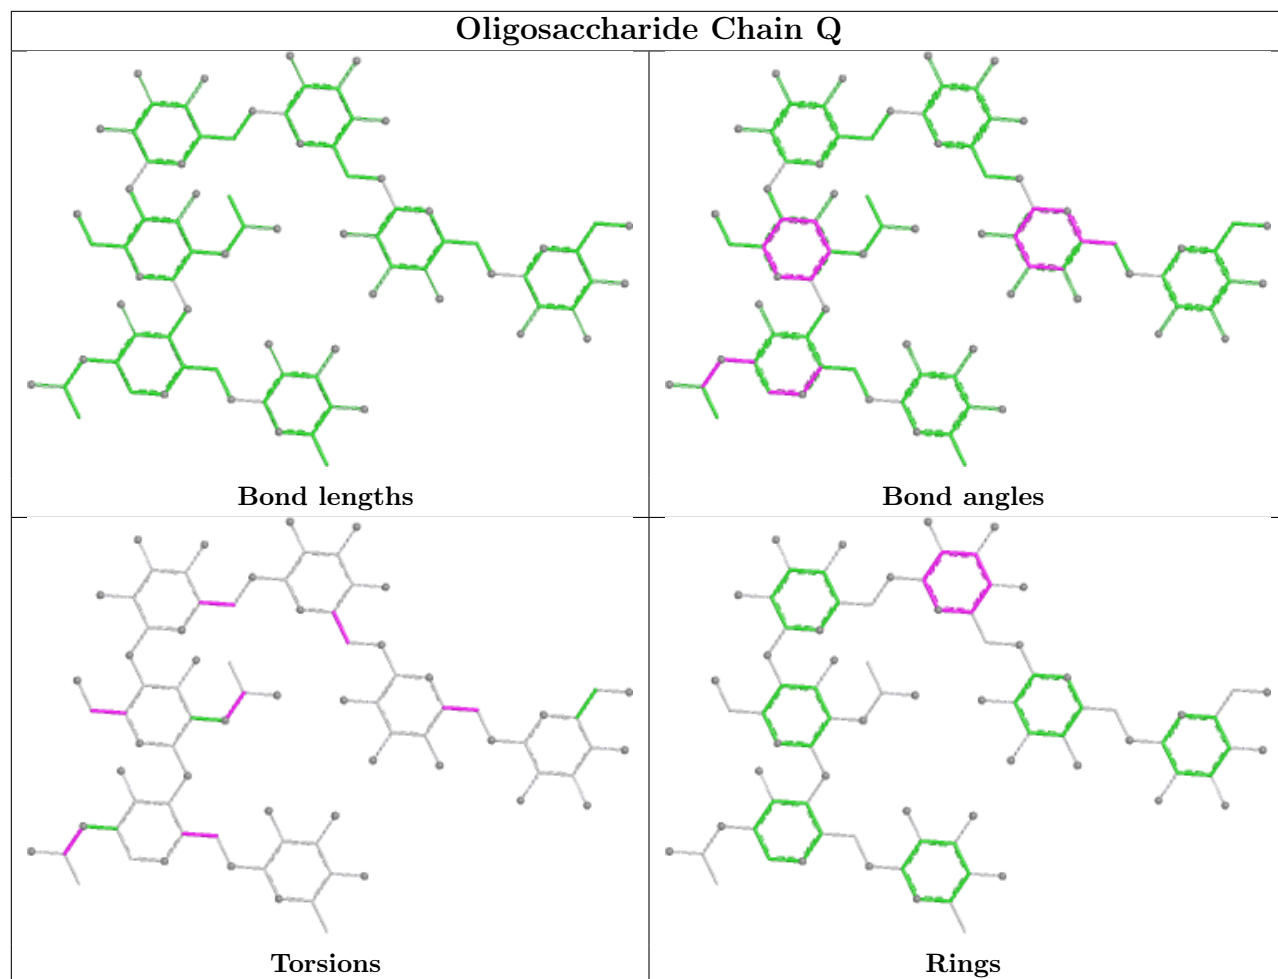 Oligosaccharide Chain Q
Bond lengths
Bond angles
Torsions
Rings